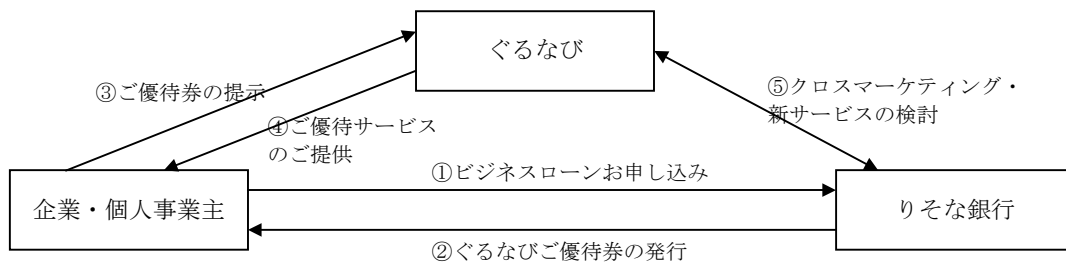 ぐるなび
③ご優待券の提示
⑤クロスマーケティング・
新サービスの検討
④ご優待サービス
のご提供
①ビジネスローンお申し込み
企業・個人事業主
りそな銀行
②ぐるなびご優待券の発行